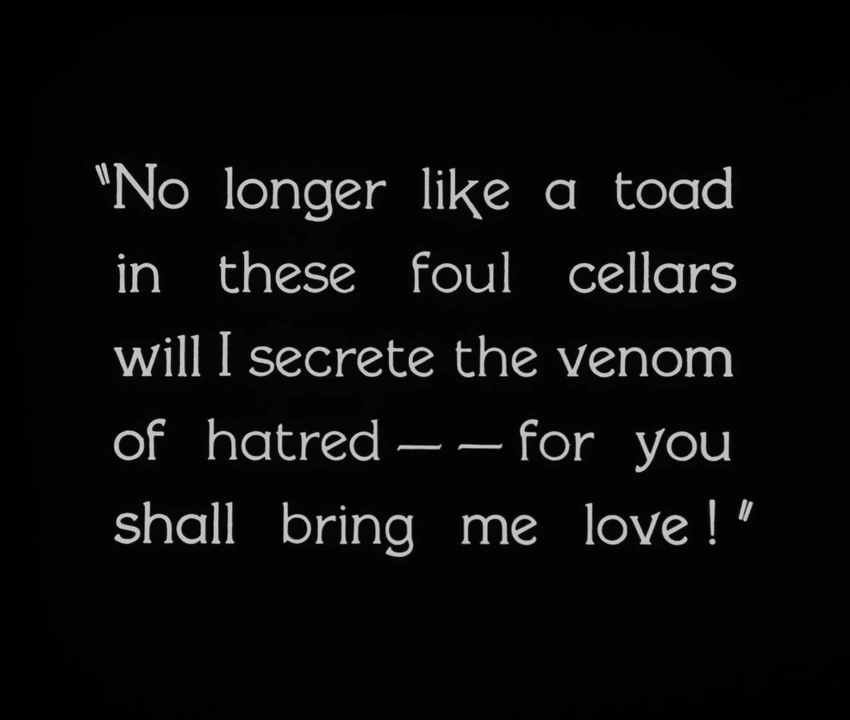 "No longer like a toad
in these foul cellars
will I secrete the venom
of hatred — — for you
shall bring me love!"